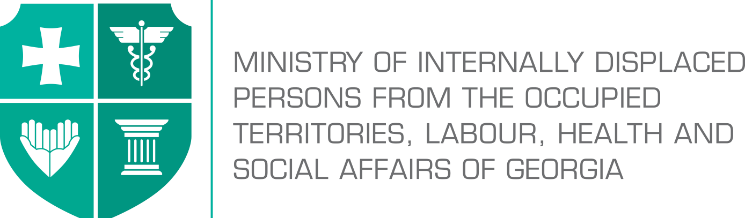 MINISTRY OF INTERNALLY DISPLACED
PERSONS FROM THE OCCUPIED
TERRITORIES, LABOUR, HEALTH AND
SOCIAL AFFAIRS OF GEORGIA